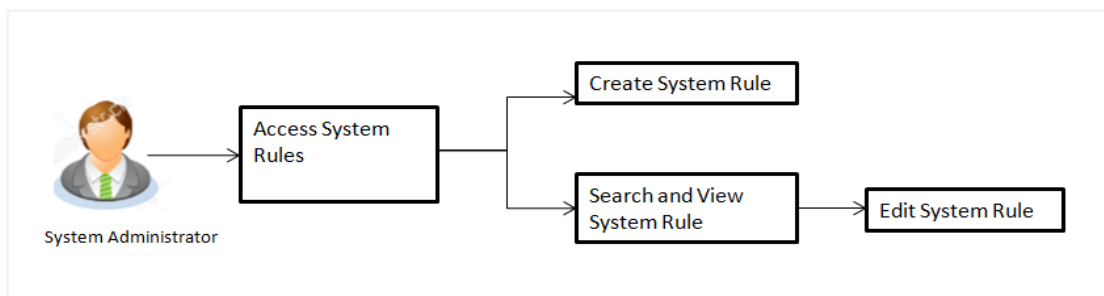 Create System Rule
Access System
Rules
Search and View
System Rule
Edit System Rule
System Administrator